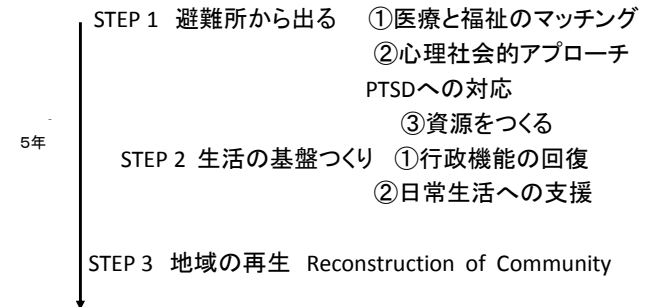 STEP 1 避難所から出る ①医療と福祉のマッチング
②心理社会的アプローチ
PTSDへの対応
③資源をつくる
5年
STEP 2 生活の基盤つくり ①行政機能の回復
②日常生活への支援
STEP 3 地域の再生 Reconstruction of Community